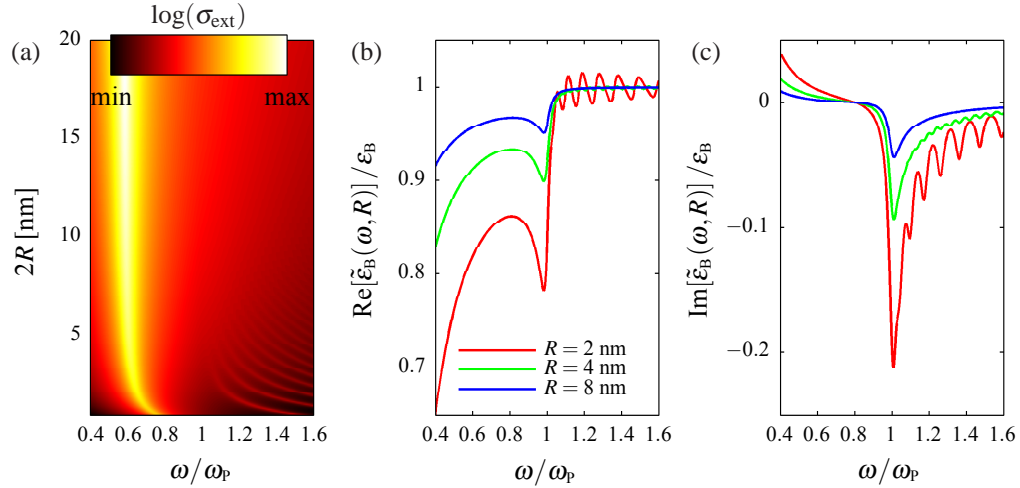 log(σext)
(a)
min max
20
15
10
5
2R [nm]
0.4 0.6 0.8 1 1.2 1.4 1.6
ω/ωP
(b)
1
0.9
0.8
0.7
Re[ε̃B(ω,R)]/εB
R = 2 nm
R = 4 nm
R = 8 nm
0.4 0.6 0.8 1 1.2 1.4 1.6
ω/ωP
(c)
0
−0.1
−0.2
Im[ε̃B(ω,R)]/εB
0.4 0.6 0.8 1 1.2 1.4 1.6
ω/ωP